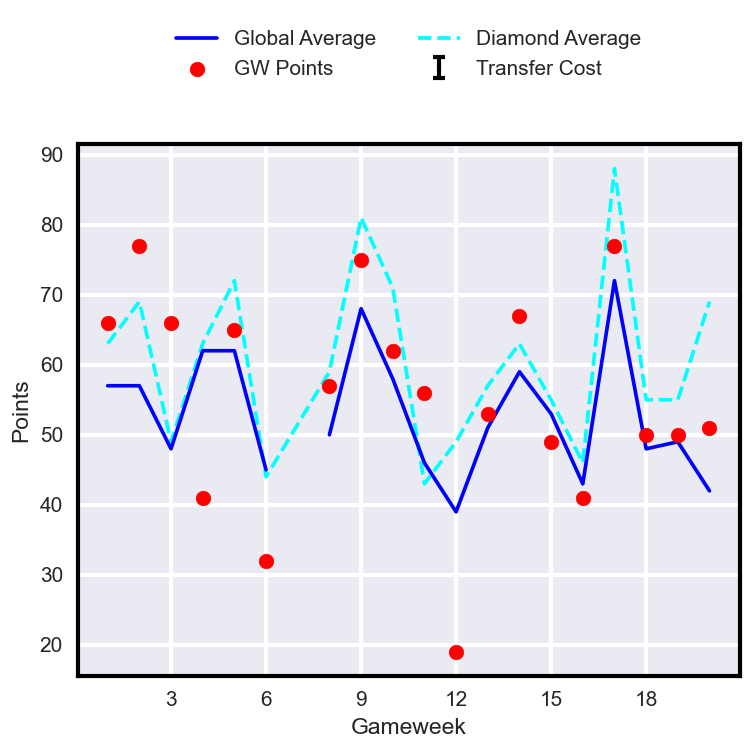 Global Average
Diamond Average
GW Points
Transfer Cost
90
80
70
60
50
40
30
20
Points
3
6
9
12
15
18
Gameweek